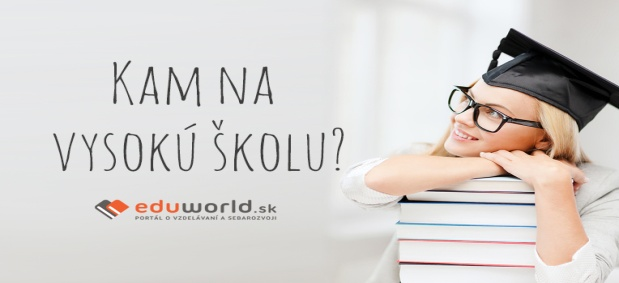 KAM NA
VYSOKÚ ŠKOLU?
eduworld.sk
PORTÁL O VZDELÁVANÍ A SEBAROZVOJI